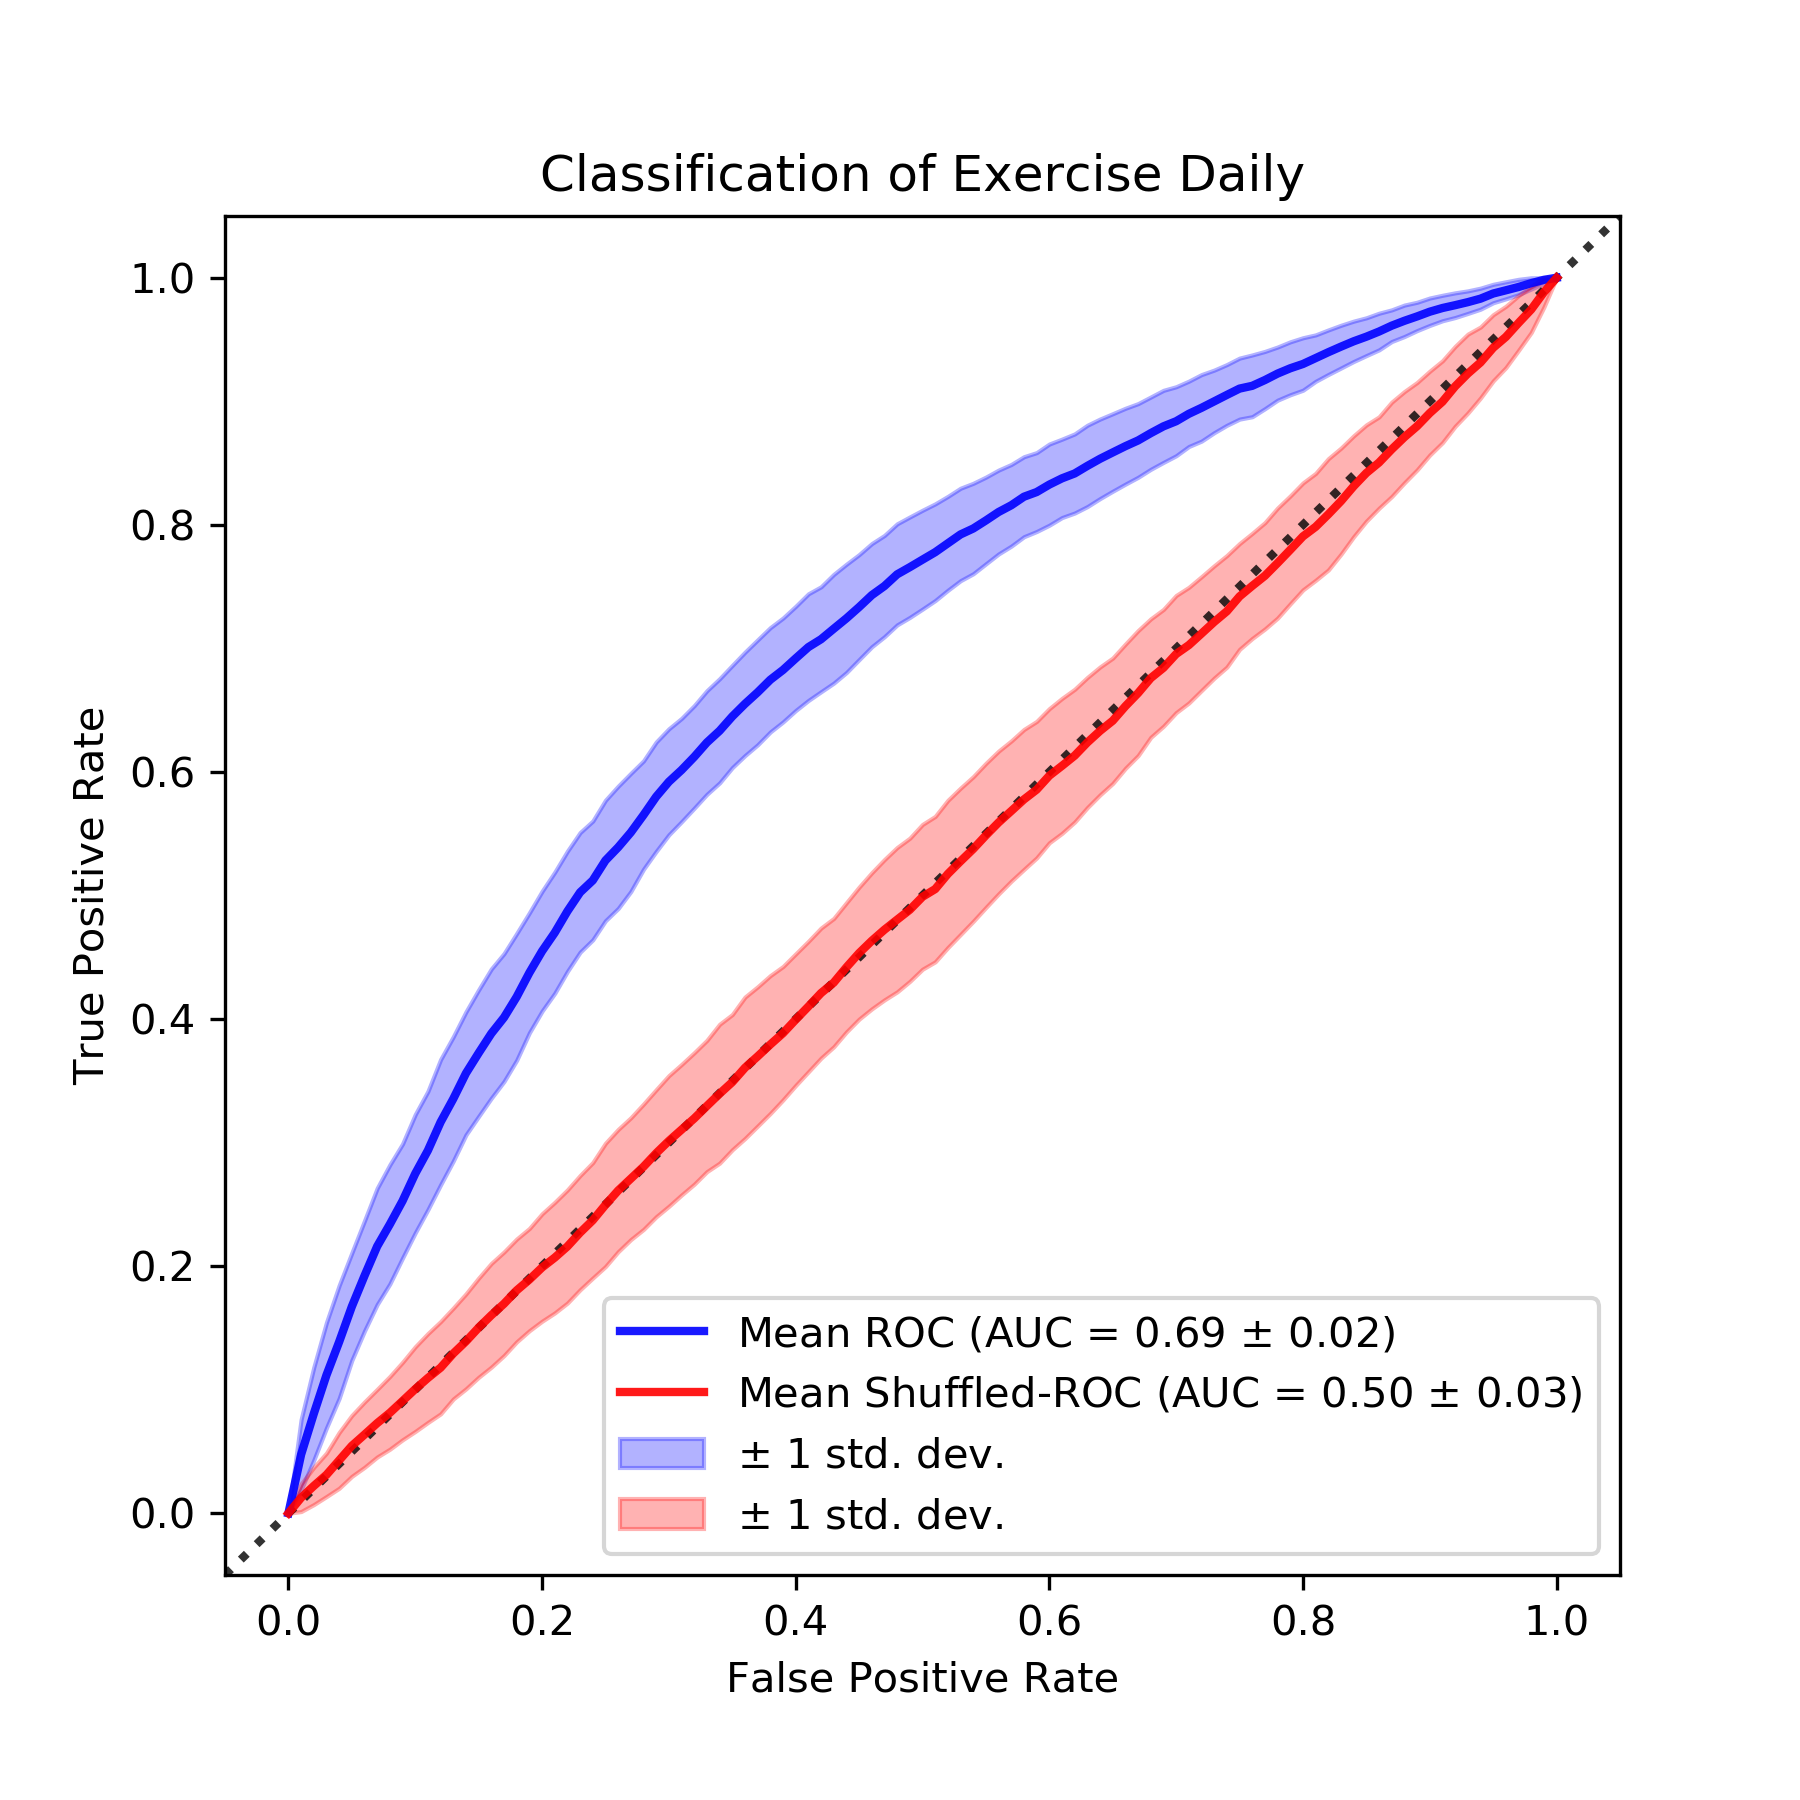 Classification of Exercise Daily
1.0
0.8
0.6
0.4
0.2
0.0
True Positive Rate
Mean ROC (AUC = 0.69 ± 0.02)
Mean Shuffled-ROC (AUC = 0.50 ± 0.03)
± 1 std. dev.
± 1 std. dev.
0.0 0.2 0.4 0.6 0.8 1.0
False Positive Rate